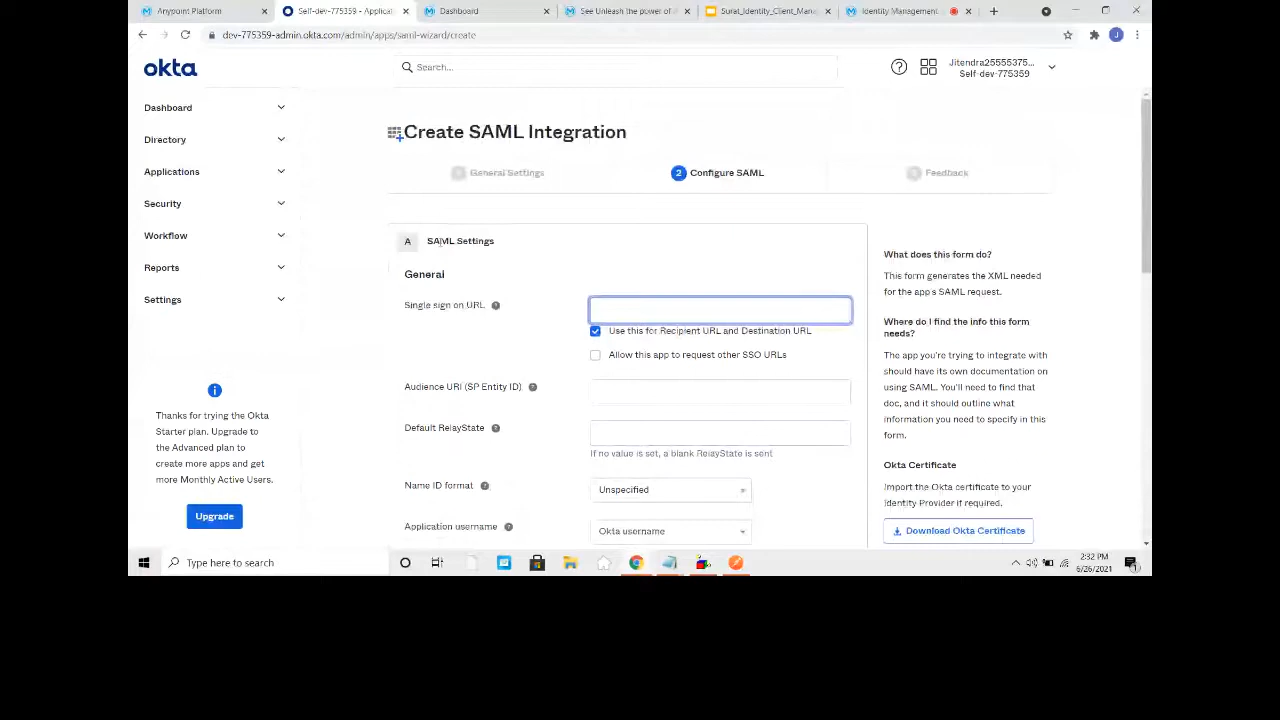 Anypoint Platform
Self-dev-775359 - Applicat
Dashboard
See Unleash the power of a
Surat_Identity_Client_Mana
Identity Management
dev-775359-admin.okta.com/admin/apps/saml-wizard/create
okta
Search...
Jitendra25555375...
Self-dev-775359
Dashboard
Directory
Applications
Security
Workflow
Reports
Settings
Thanks for trying the Okta
Starter plan. Upgrade to
the Advanced plan to
create more apps and get
more Monthly Active Users.
Upgrade
Create SAML Integration
General Settings
2 Configure SAML
Feedback
A SAML Settings
General
Single sign on URL
Use this for Recipient URL and Destination URL
Allow this app to request other SSO URLs
Audience URI (SP Entity ID)
Default RelayState
If no value is set, a blank RelayState is sent
Name ID format
Unspecified
Application username
Okta username
What does this form do?
This form generates the XML needed
for the app's SAML request.
Where do I find the info this form
needs?
The app you're trying to integrate with
should have its own documentation on
using SAML. You'll need to find that
doc, and it should outline what
information you need to specify in this
form.
Okta Certificate
Import the Okta certificate to your
Identity Provider if required.
Download Okta Certificate
Type here to search
2:32 PM
6/26/2021